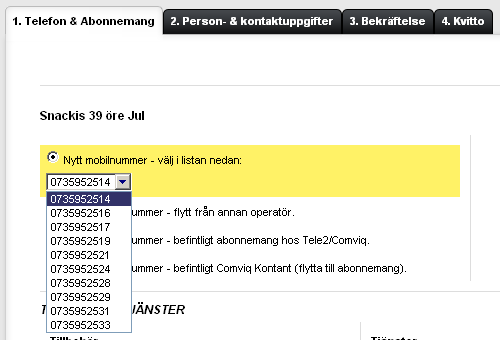 1. Telefon & Abonnemang
2. Person- & kontaktuppgifter
3. Bekräftelse
4. Kvitto
Snackis 39 öre Jul
Nytt mobilnummer - välj i listan nedan:
0735952514
0735952514
0735952516
0735952517
0735952519
0735952521
0735952524
0735952528
0735952529
0735952531
0735952533
ummer - flytt från annan operatör.
ummer - befintligt abonnemang hos Tele2/Comviq.
ummer - befintligt Comviq Kontant (flytta till abonnemang).
JÄNSTER
Tillbehör
Tjänster